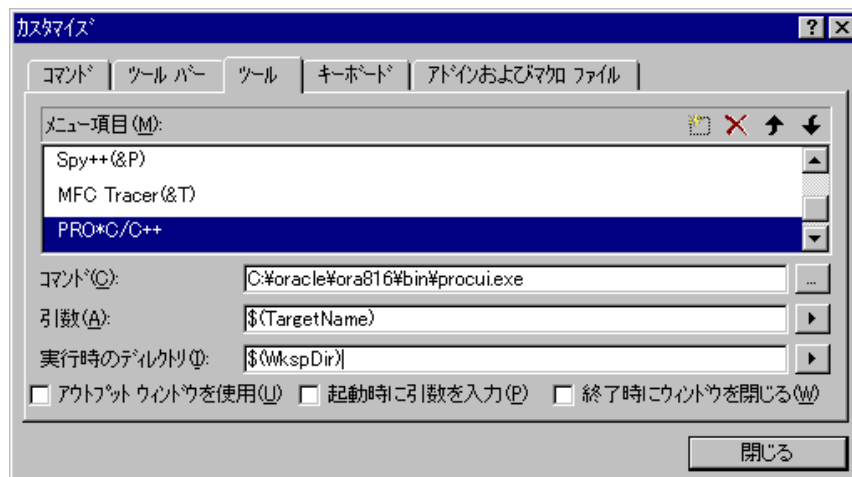 カスタマイズ
コマンド ツール バー ツール キーボード アドインおよびマクロ ファイル
メニュー項目(M):
Spy++(&P)
MFC Tracer(&T)
PRO*C/C++
コマンド(C): C:¥oracle¥ora816¥bin¥procui.exe ...
引数(A): $(TargetName)
実行時のディレクトリ(I): $(WkspDir)
アウトプット ウィンドウを使用(U) 起動時に引数を入力(P) 終了時にウィンドウを閉じる(W)
閉じる